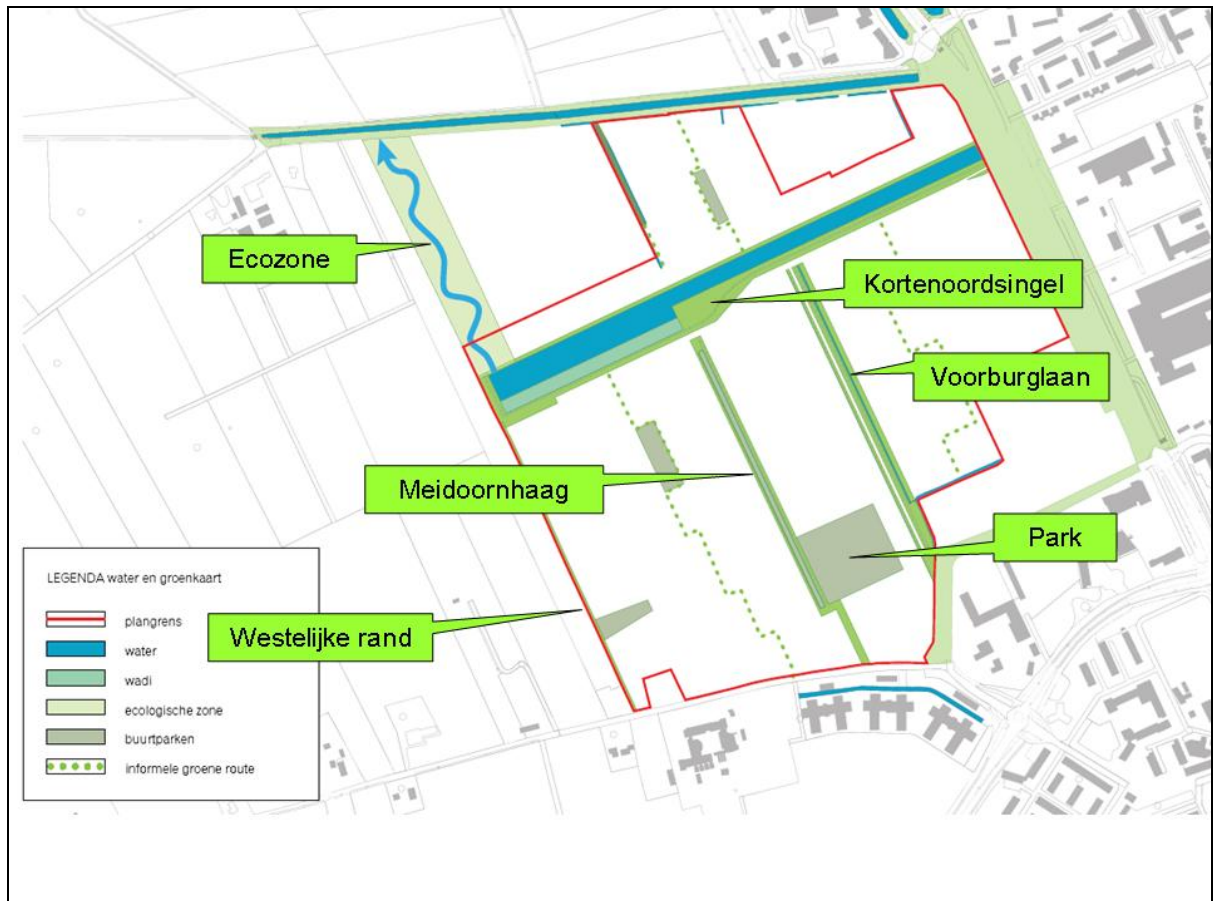 Ecozone
Kortenoordsingel
Voorburglaan
Meidoornhaag
Park
Westelijke rand
LEGENDA water en groenkaart
plangrens
water
wadi
ecologische zone
buurtparken
informele groene route